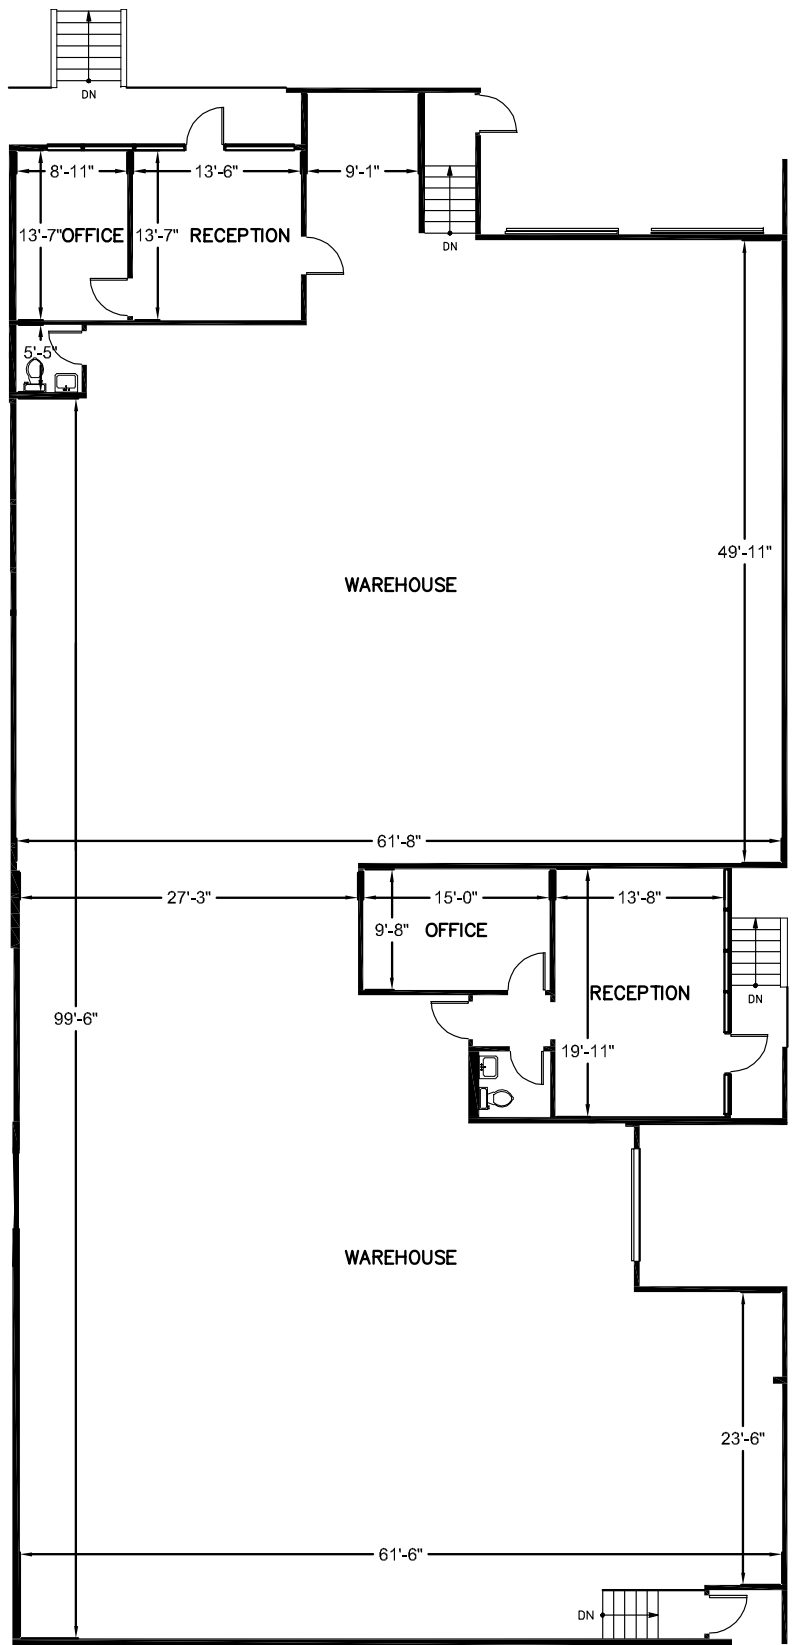 DN
8'-11"
13'-6"
9'-1"
13'-7"
OFFICE
13'-7"
RECEPTION
DN
5'-5"
49'-11"
WAREHOUSE
61'-8"
27'-3"
15'-0"
13'-8"
9'-8"
OFFICE
RECEPTION
DN
99'-6"
19'-11"
WAREHOUSE
23'-6"
61'-6"
DN